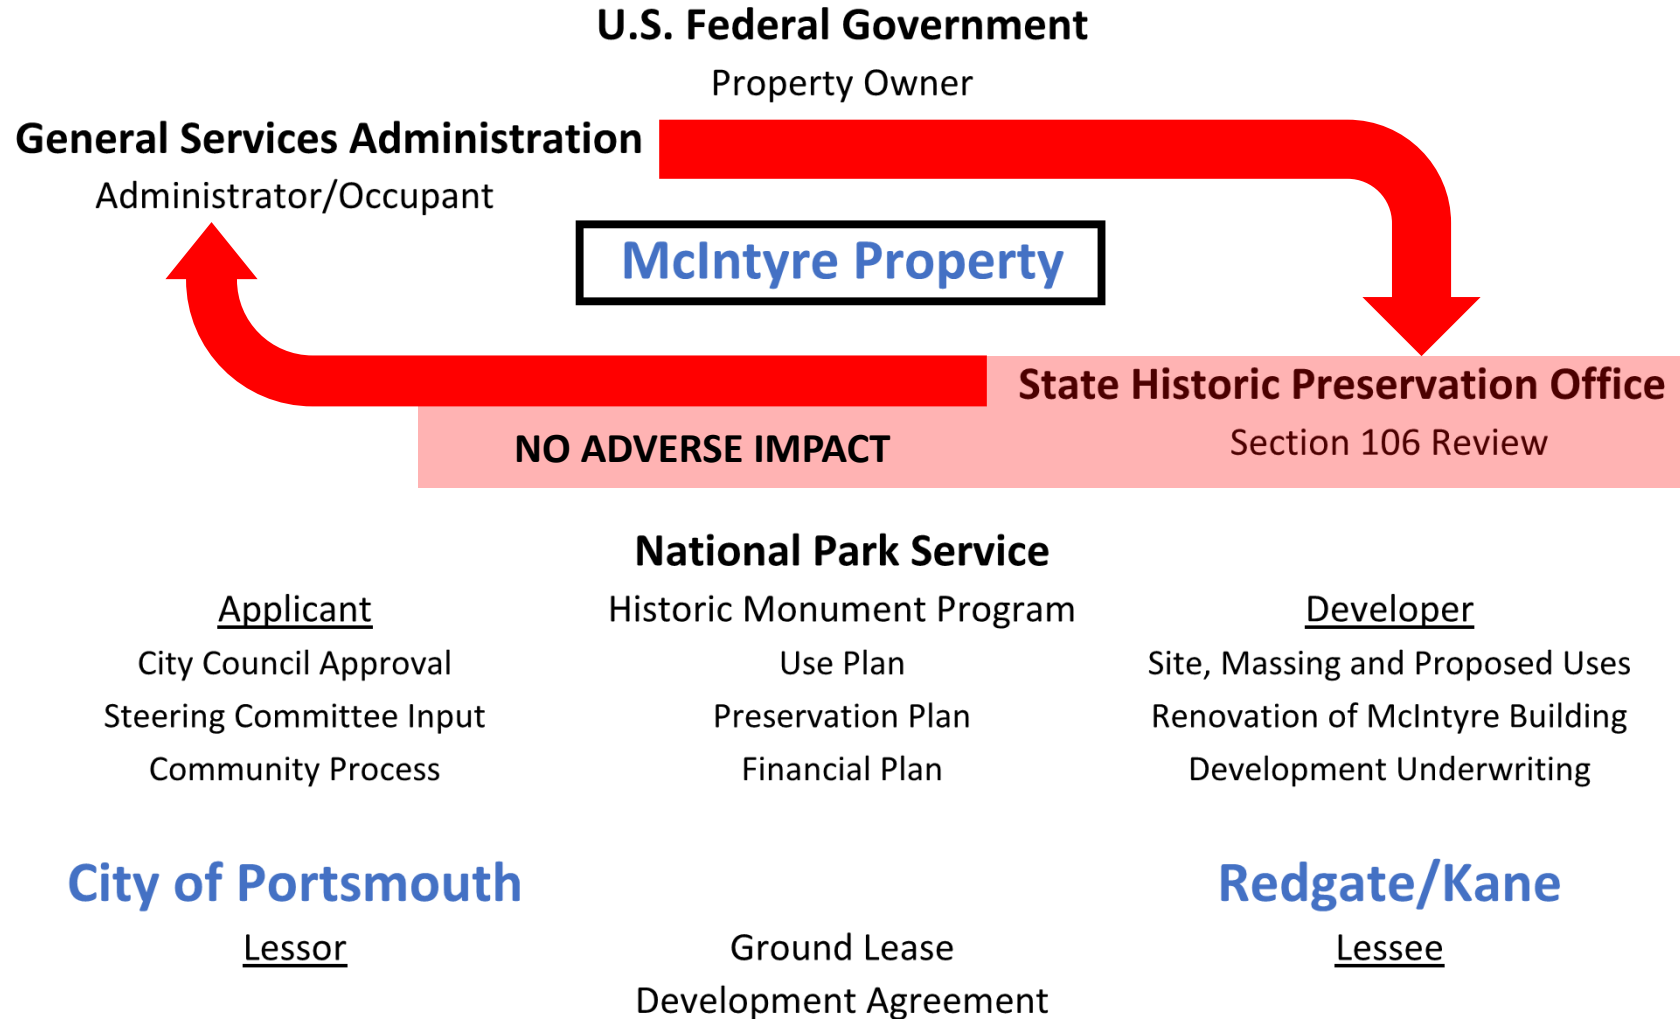 U.S. Federal Government
Property Owner
General Services Administration
Administrator/Occupant
McIntyre Property
State Historic Preservation Office
Section 106 Review
NO ADVERSE IMPACT
National Park Service
Applicant
Historic Monument Program
Developer
City Council Approval
Use Plan
Site, Massing and Proposed Uses
Steering Committee Input
Preservation Plan
Renovation of McIntyre Building
Community Process
Financial Plan
Development Underwriting
City of Portsmouth
Redgate/Kane
Lessor
Ground Lease
Lessee
Development Agreement